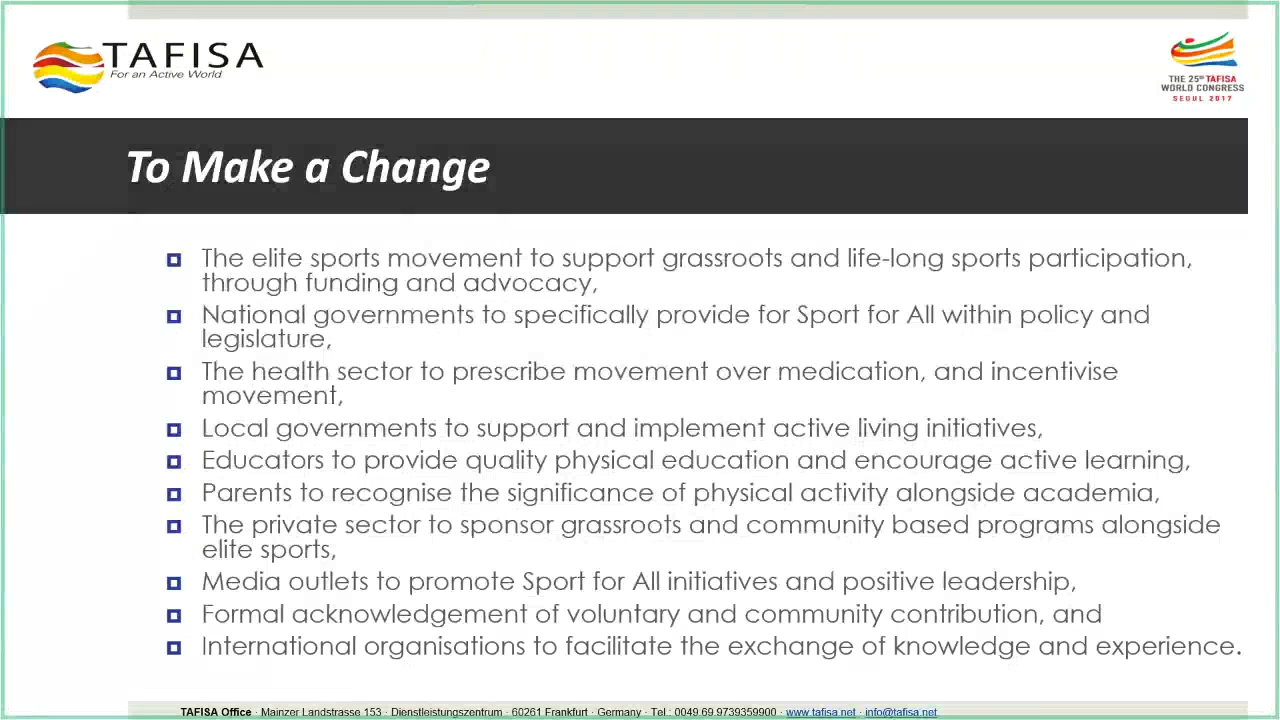 TAFISA
For an Active World
THE 25th TAFISA
WORLD CONGRESS
SEOUL 2017
To Make a Change
The elite sports movement to support grassroots and life-long sports participation,
through funding and advocacy,
National governments to specifically provide for Sport for All within policy and
legislature,
The health sector to prescribe movement over medication, and incentivise
movement,
Local governments to support and implement active living initiatives,
Educators to provide quality physical education and encourage active learning,
Parents to recognise the significance of physical activity alongside academia,
The private sector to sponsor grassroots and community based programs alongside
elite sports,
Media outlets to promote Sport for All initiatives and positive leadership,
Formal acknowledgement of voluntary and community contribution, and
International organisations to facilitate the exchange of knowledge and experience.
TAFISA Office · Mainzer Landstrasse 153 · Dienstleistungszentrum · 60261 Frankfurt · Germany · Tel.: 0049.69.9739359900 · www.tafisa.net · info@tafisa.net